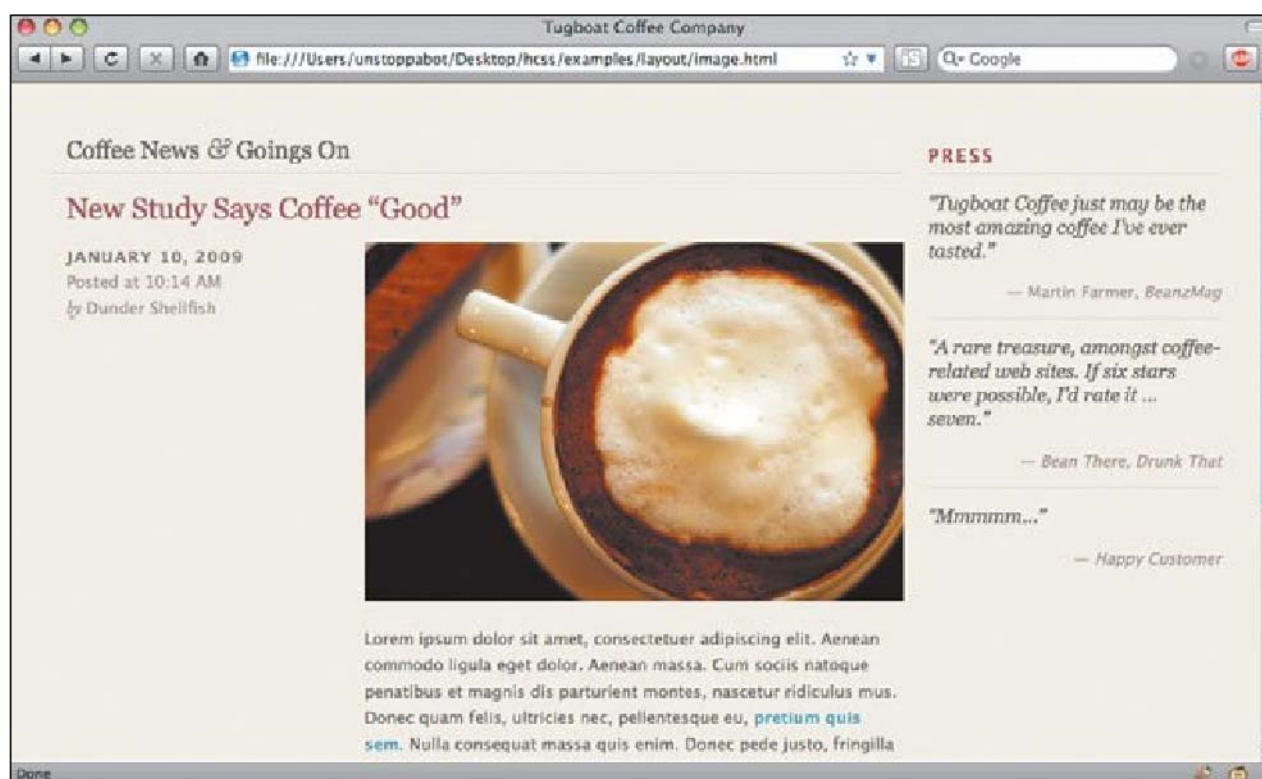 Tugboat Coffee Company
file:///Users/unstoppabot/Desktop/hcss/examples/layout/image.html
Google
Coffee News & Goings On
New Study Says Coffee “Good”
JANUARY 10, 2009
Posted at 10:14 AM
by Dunder Shellfish
Lorem ipsum dolor sit amet, consectetuer adipiscing elit. Aenean
commodo ligula eget dolor. Aenean massa. Cum sociis natoque
penatibus et magnis dis parturient montes, nascetur ridiculus mus.
Donec quam felis, ultricies nec, pellentesque eu, pretium quis
sem. Nulla consequat massa quis enim. Donec pede justo, fringilla
PRESS
"Tugboat Coffee just may be the
most amazing coffee I've ever
tasted."
— Martin Farmer, BeanzMag
"A rare treasure, amongst coffee-
related web sites. If six stars
were possible, I'd rate it ...
seven."
— Bean There, Drunk That
"Mmmmm..."
— Happy Customer
Done